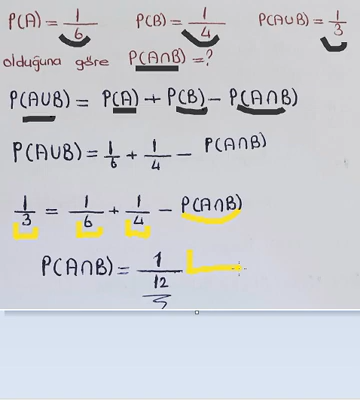 P(A) = 1/6 P(B) = 1/4 P(A∪B) = 1/3
olduğuna göre P(A∩B) = ?
P(A∪B) = P(A) + P(B) - P(A∩B)
P(A∪B) = 1/6 + 1/4 - P(A∩B)
1/3 = 1/6 + 1/4 - P(A∩B)
P(A∩B) = 1/12